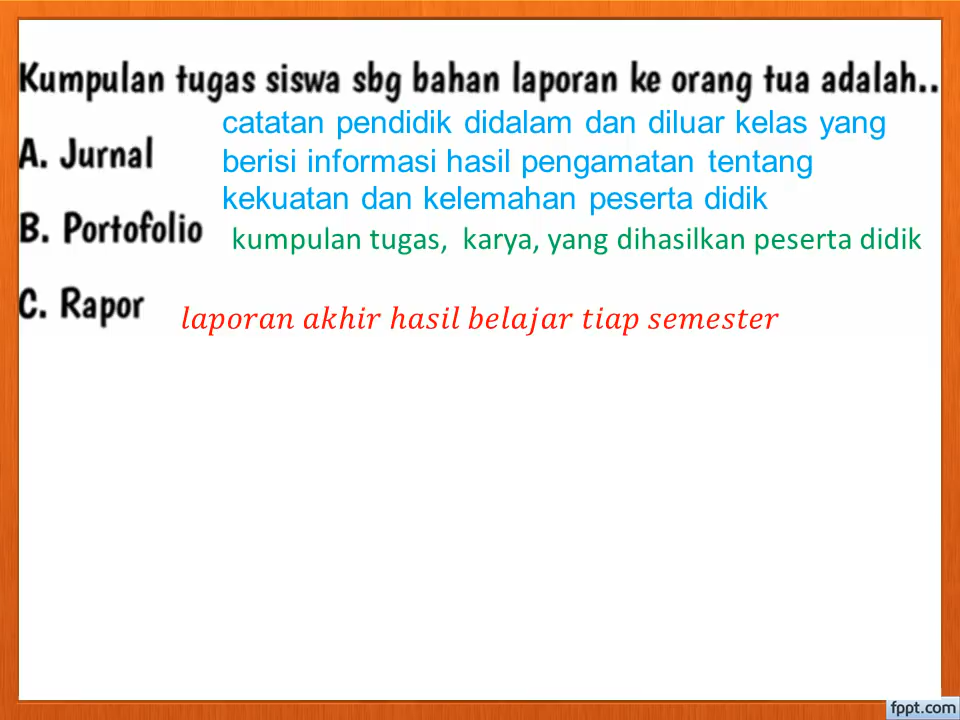 Kumpulan tugas siswa sbg bahan laporan ke orang tua adalah..
A. Jurnal
catatan pendidik didalam dan diluar kelas yang
berisi informasi hasil pengamatan tentang
kekuatan dan kelemahan peserta didik
B. Portofolio
kumpulan tugas, karya, yang dihasilkan peserta didik
C. Rapor
laporan akhir hasil belajar tiap semester
fppt.com